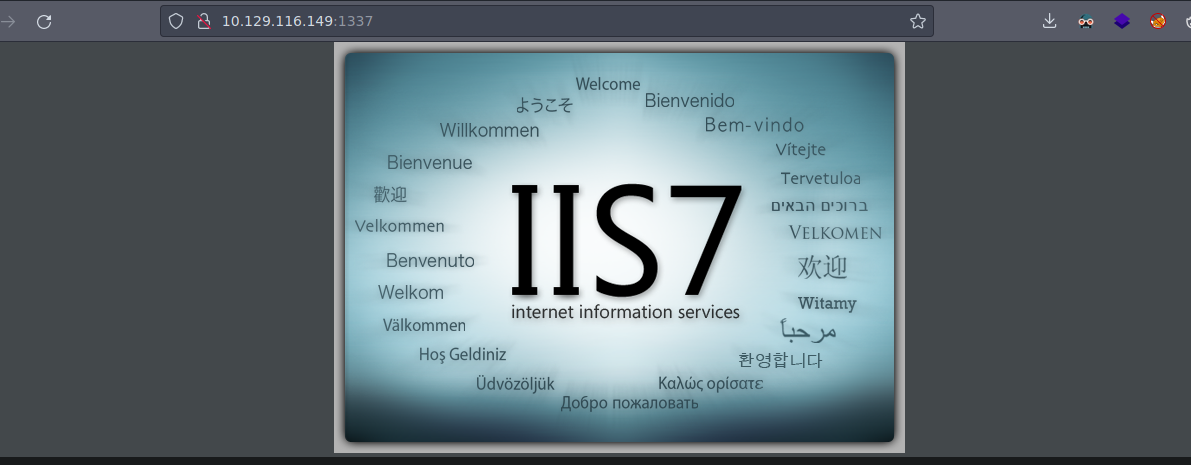 10.129.116.149:1337
Welcome
ようこそ
Bienvenido
Willkommen
Bem-vindo
Vítejte
Bienvenue
Tervetuloa
歡迎
ברוכים הבאים
Velkommen
VELKOMEN
Benvenuto
欢迎
Welkom
Witamy
IIS7
internet information services
Välkommen
مرحباً
Hoş Geldiniz
환영합니다
Üdvözöljük
Καλώς ορίσατε
Добро пожаловать